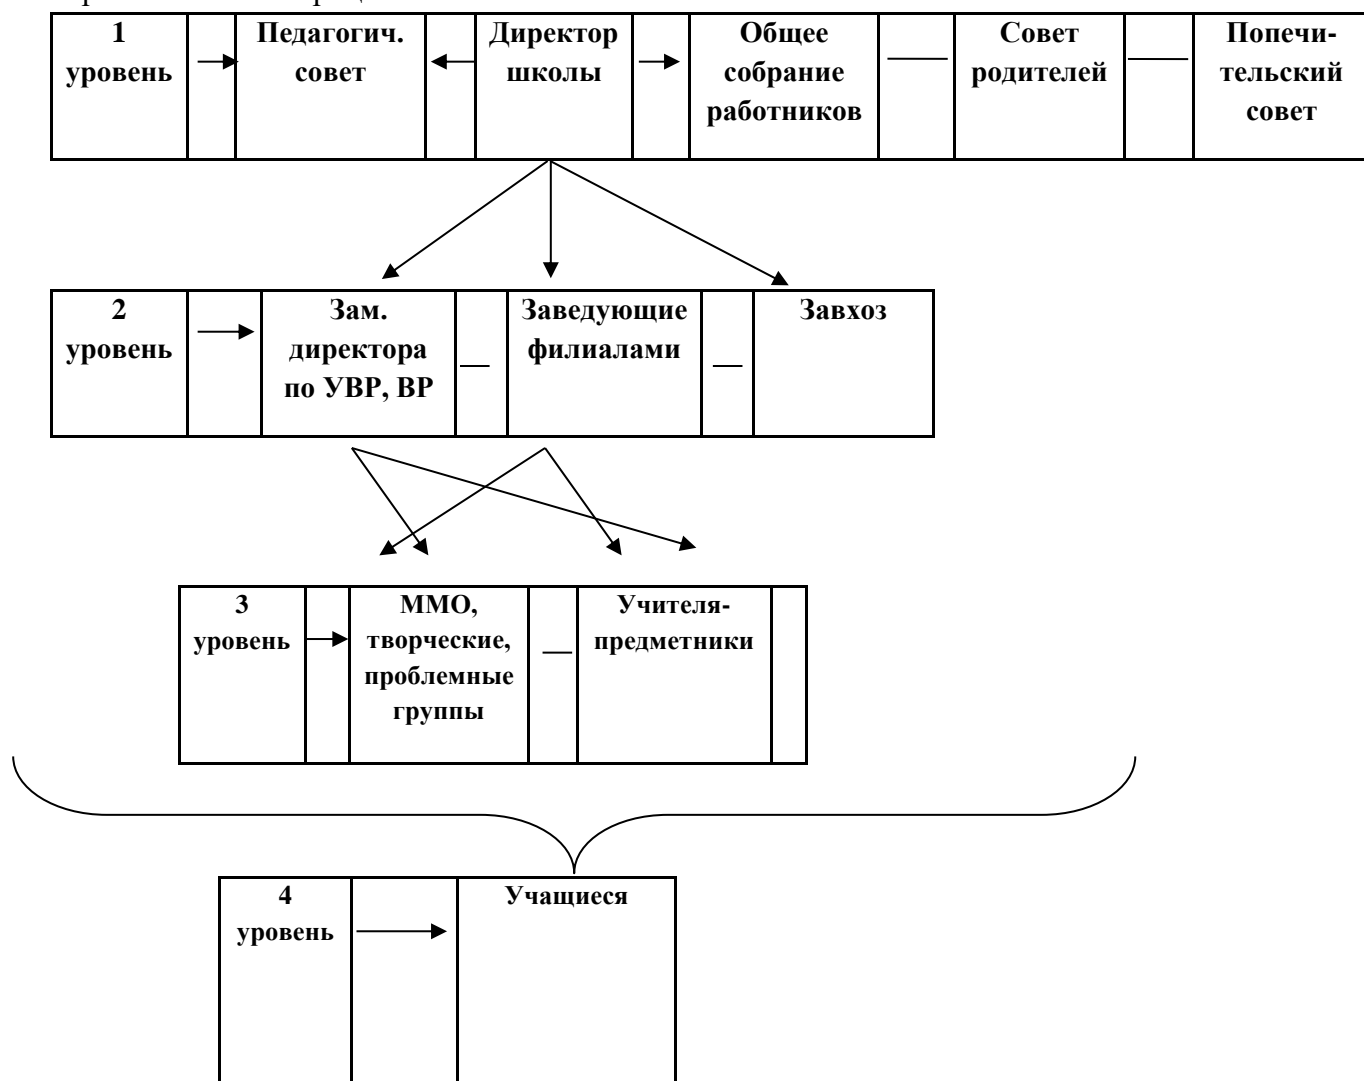 1
уровень
Педагогич.
совет
Директор
школы
Общее
собрание
работников
Совет
родителей
Попечи-
тельский
совет
2
уровень
Зам.
директора
по УВР, ВР
Заведующие
филиалами
Завхоз
3
уровень
ММО,
творческие,
проблемные
группы
Учителя-
предметники
4
уровень
Учащиеся